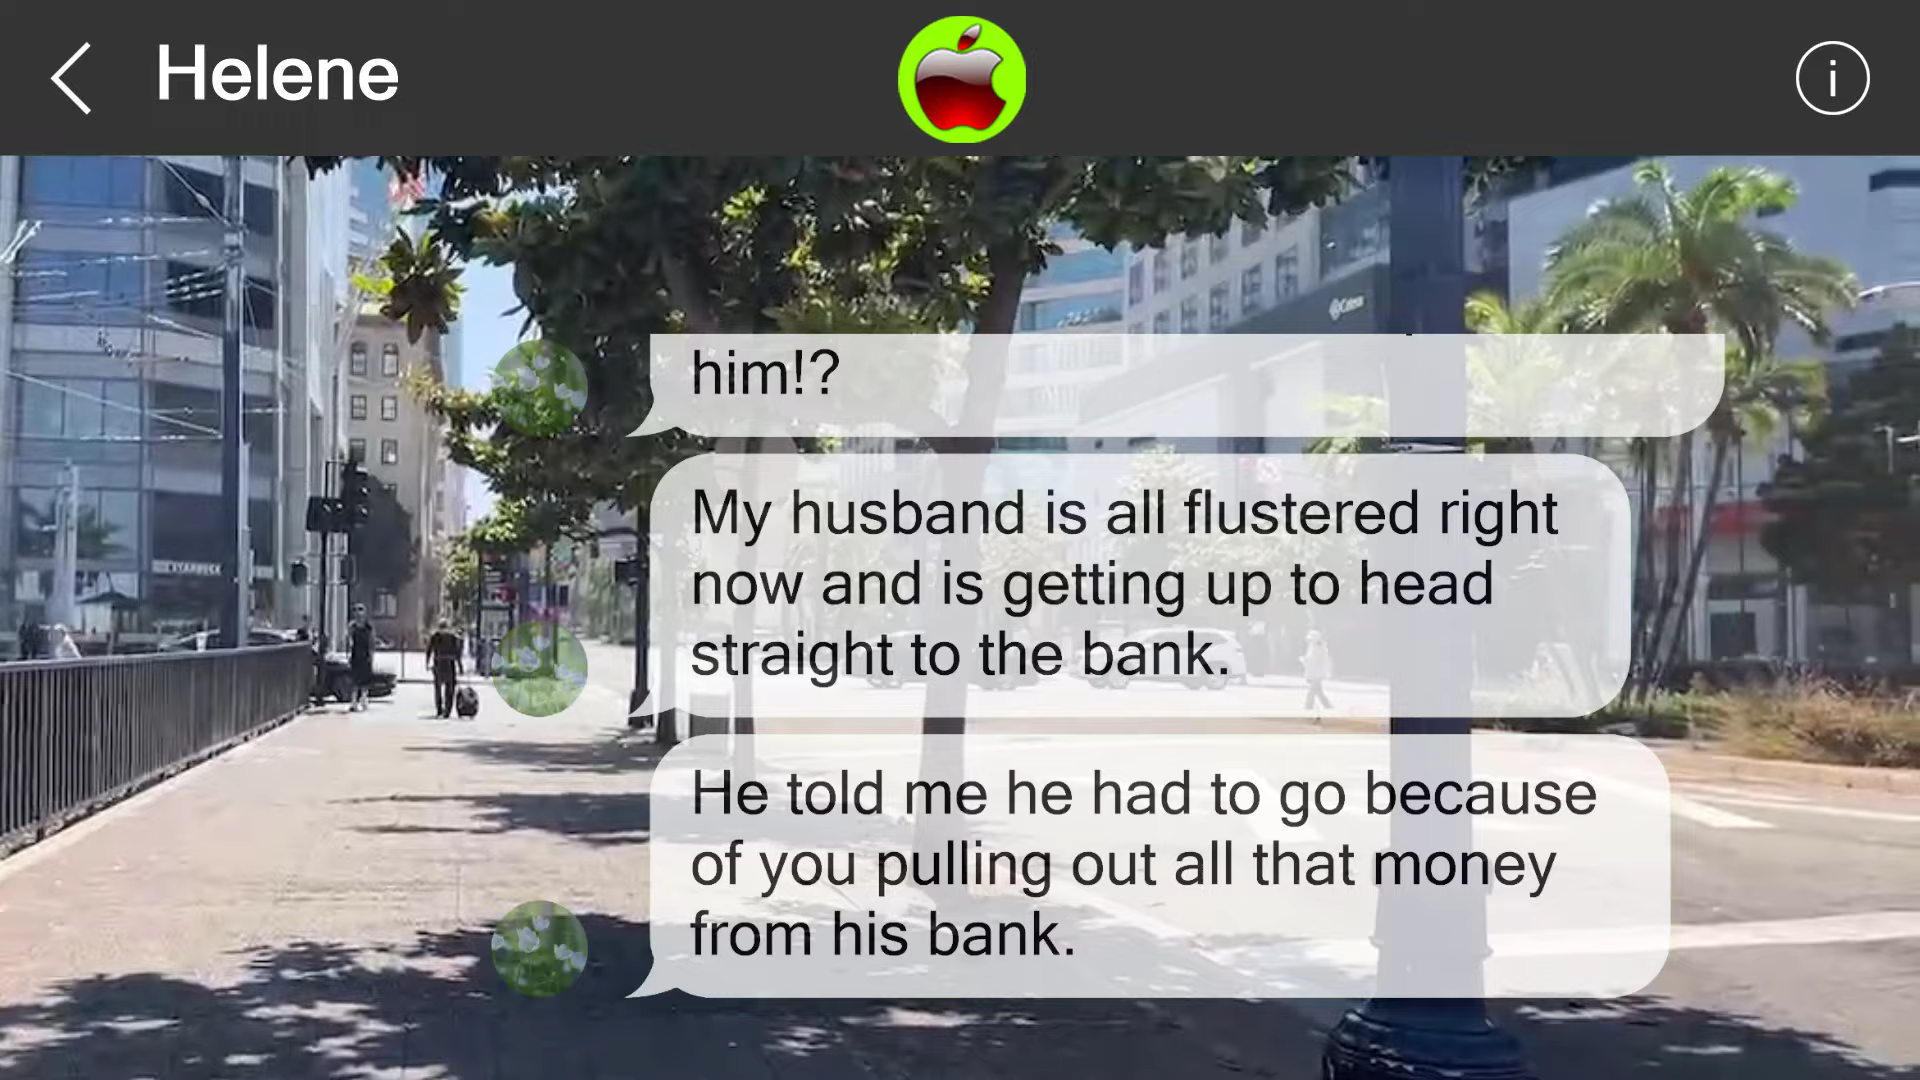 Helene
him!?
My husband is all flustered right
now and is getting up to head
straight to the bank.
He told me he had to go because
of you pulling out all that money
from his bank.